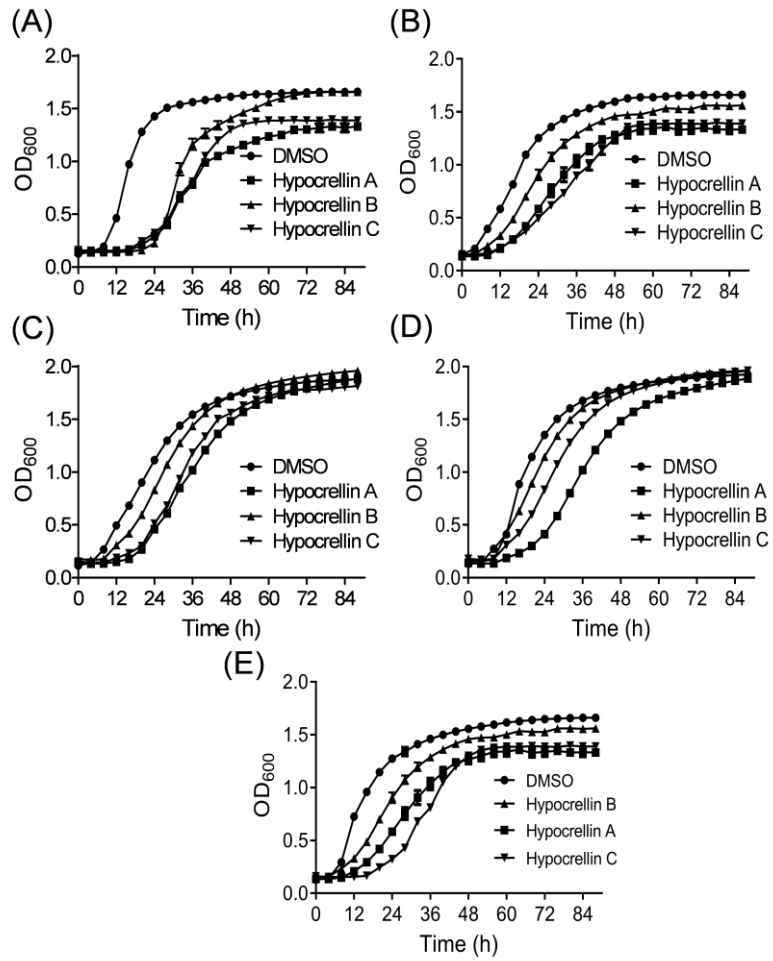 (A)
2.0
1.5
1.0
0.5
0.0
OD600
DMSO
Hypocrellin A
Hypocrellin B
Hypocrellin C
0 12 24 36 48 60 72 84
Time (h)
(B)
2.0
1.5
1.0
0.5
0.0
OD600
DMSO
Hypocrellin A
Hypocrellin B
Hypocrellin C
0 12 24 36 48 60 72 84
Time (h)
(C)
2.0
1.5
1.0
0.5
0.0
OD600
DMSO
Hypocrellin A
Hypocrellin B
Hypocrellin C
0 12 24 36 48 60 72 84
Time (h)
(D)
2.0
1.5
1.0
0.5
0.0
OD600
DMSO
Hypocrellin A
Hypocrellin B
Hypocrellin C
0 12 24 36 48 60 72 84
Time (h)
(E)
2.0
1.5
1.0
0.5
0.0
OD600
DMSO
Hypocrellin B
Hypocrellin A
Hypocrellin C
0 12 24 36 48 60 72 84
Time (h)